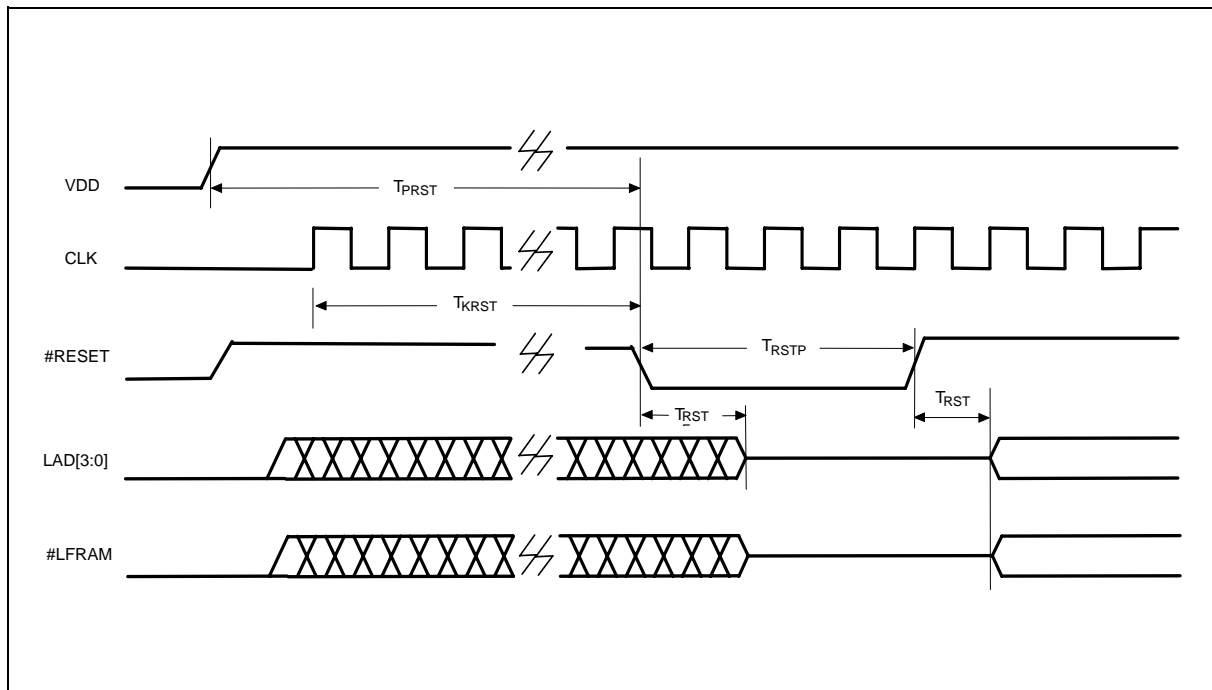 VDD
TPRST
CLK
TKRST
#RESET
TRSTP
TRST
TRST
LAD[3:0]
#LFRAM